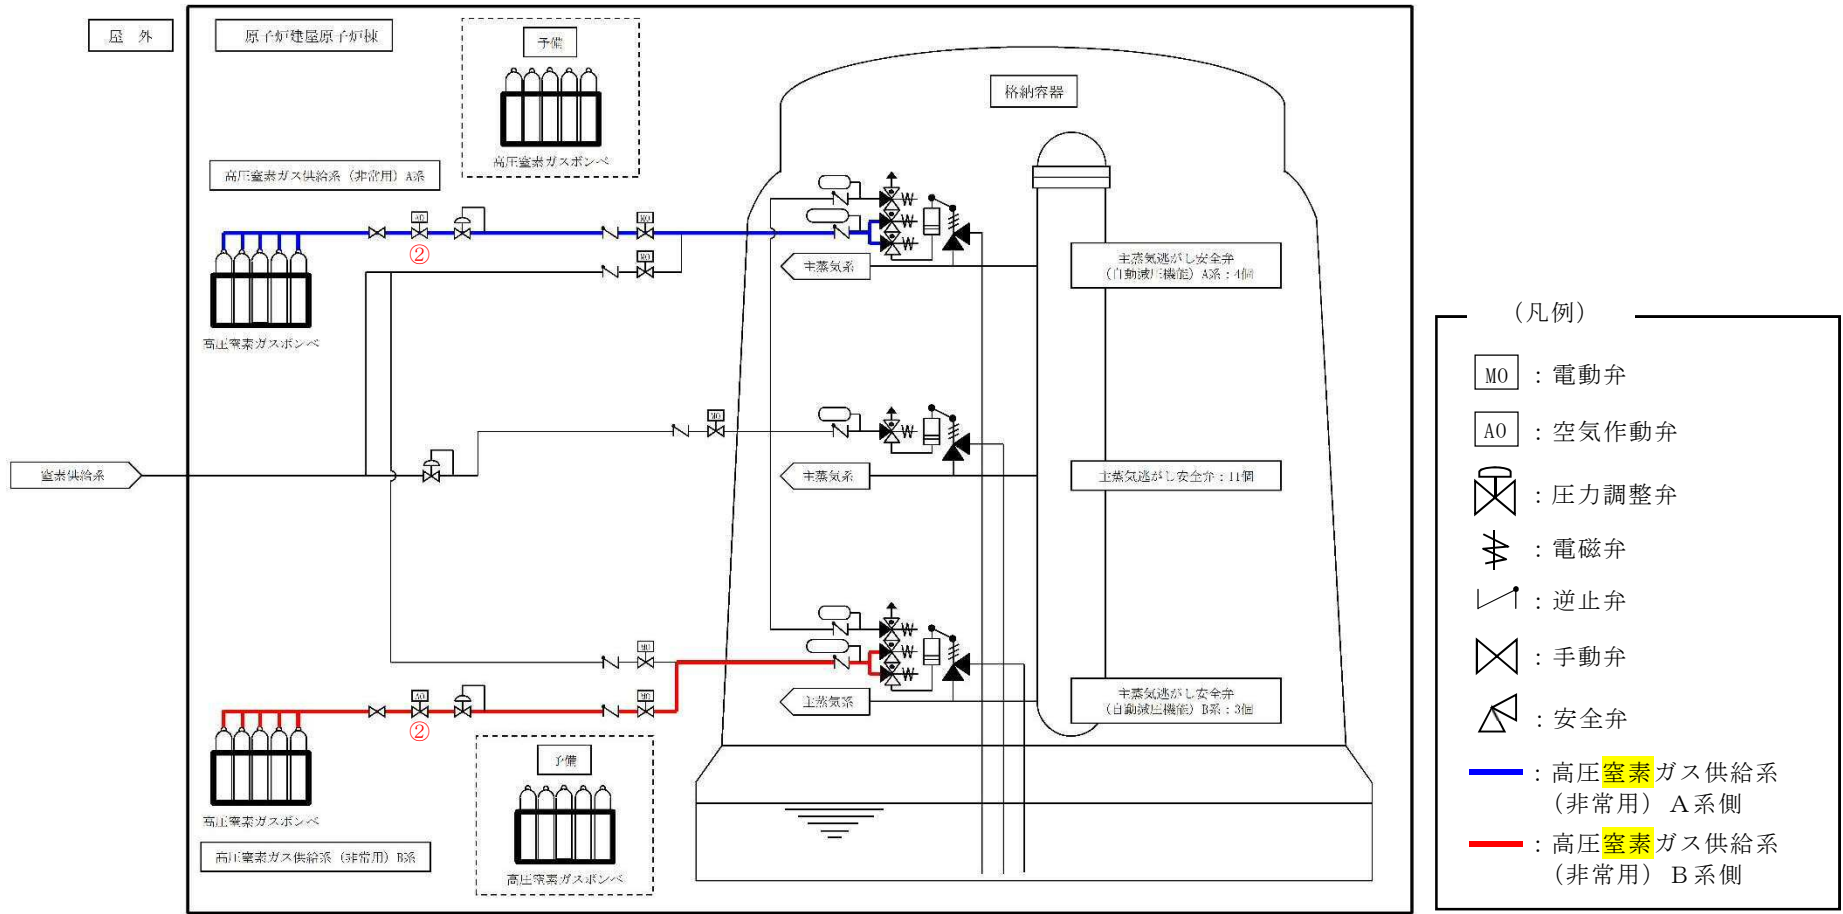 屋 外
原子炉建屋原子炉棟
予備
高圧窒素ガスボンベ
格納容器
高圧窒素ガス供給系 (非常用) A系
AO
②
MO
MO
高圧窒素ガスボンベ
主蒸気系
主蒸気逃がし安全弁
(自動減圧機能) A系:4個
MO
窒素供給系
主蒸気系
主蒸気逃がし安全弁:11個
MO
AO
②
MO
主蒸気系
主蒸気逃がし安全弁
(自動減圧機能) B系:3個
高圧窒素ガスボンベ
高圧窒素ガス供給系 (非常用) B系
予備
高圧窒素ガスボンベ
(凡例)
MO :電動弁
AO :空気作動弁
:圧力調整弁
:電磁弁
:逆止弁
:手動弁
:安全弁
:高圧窒素ガス供給系
(非常用) A系側
:高圧窒素ガス供給系
(非常用) B系側